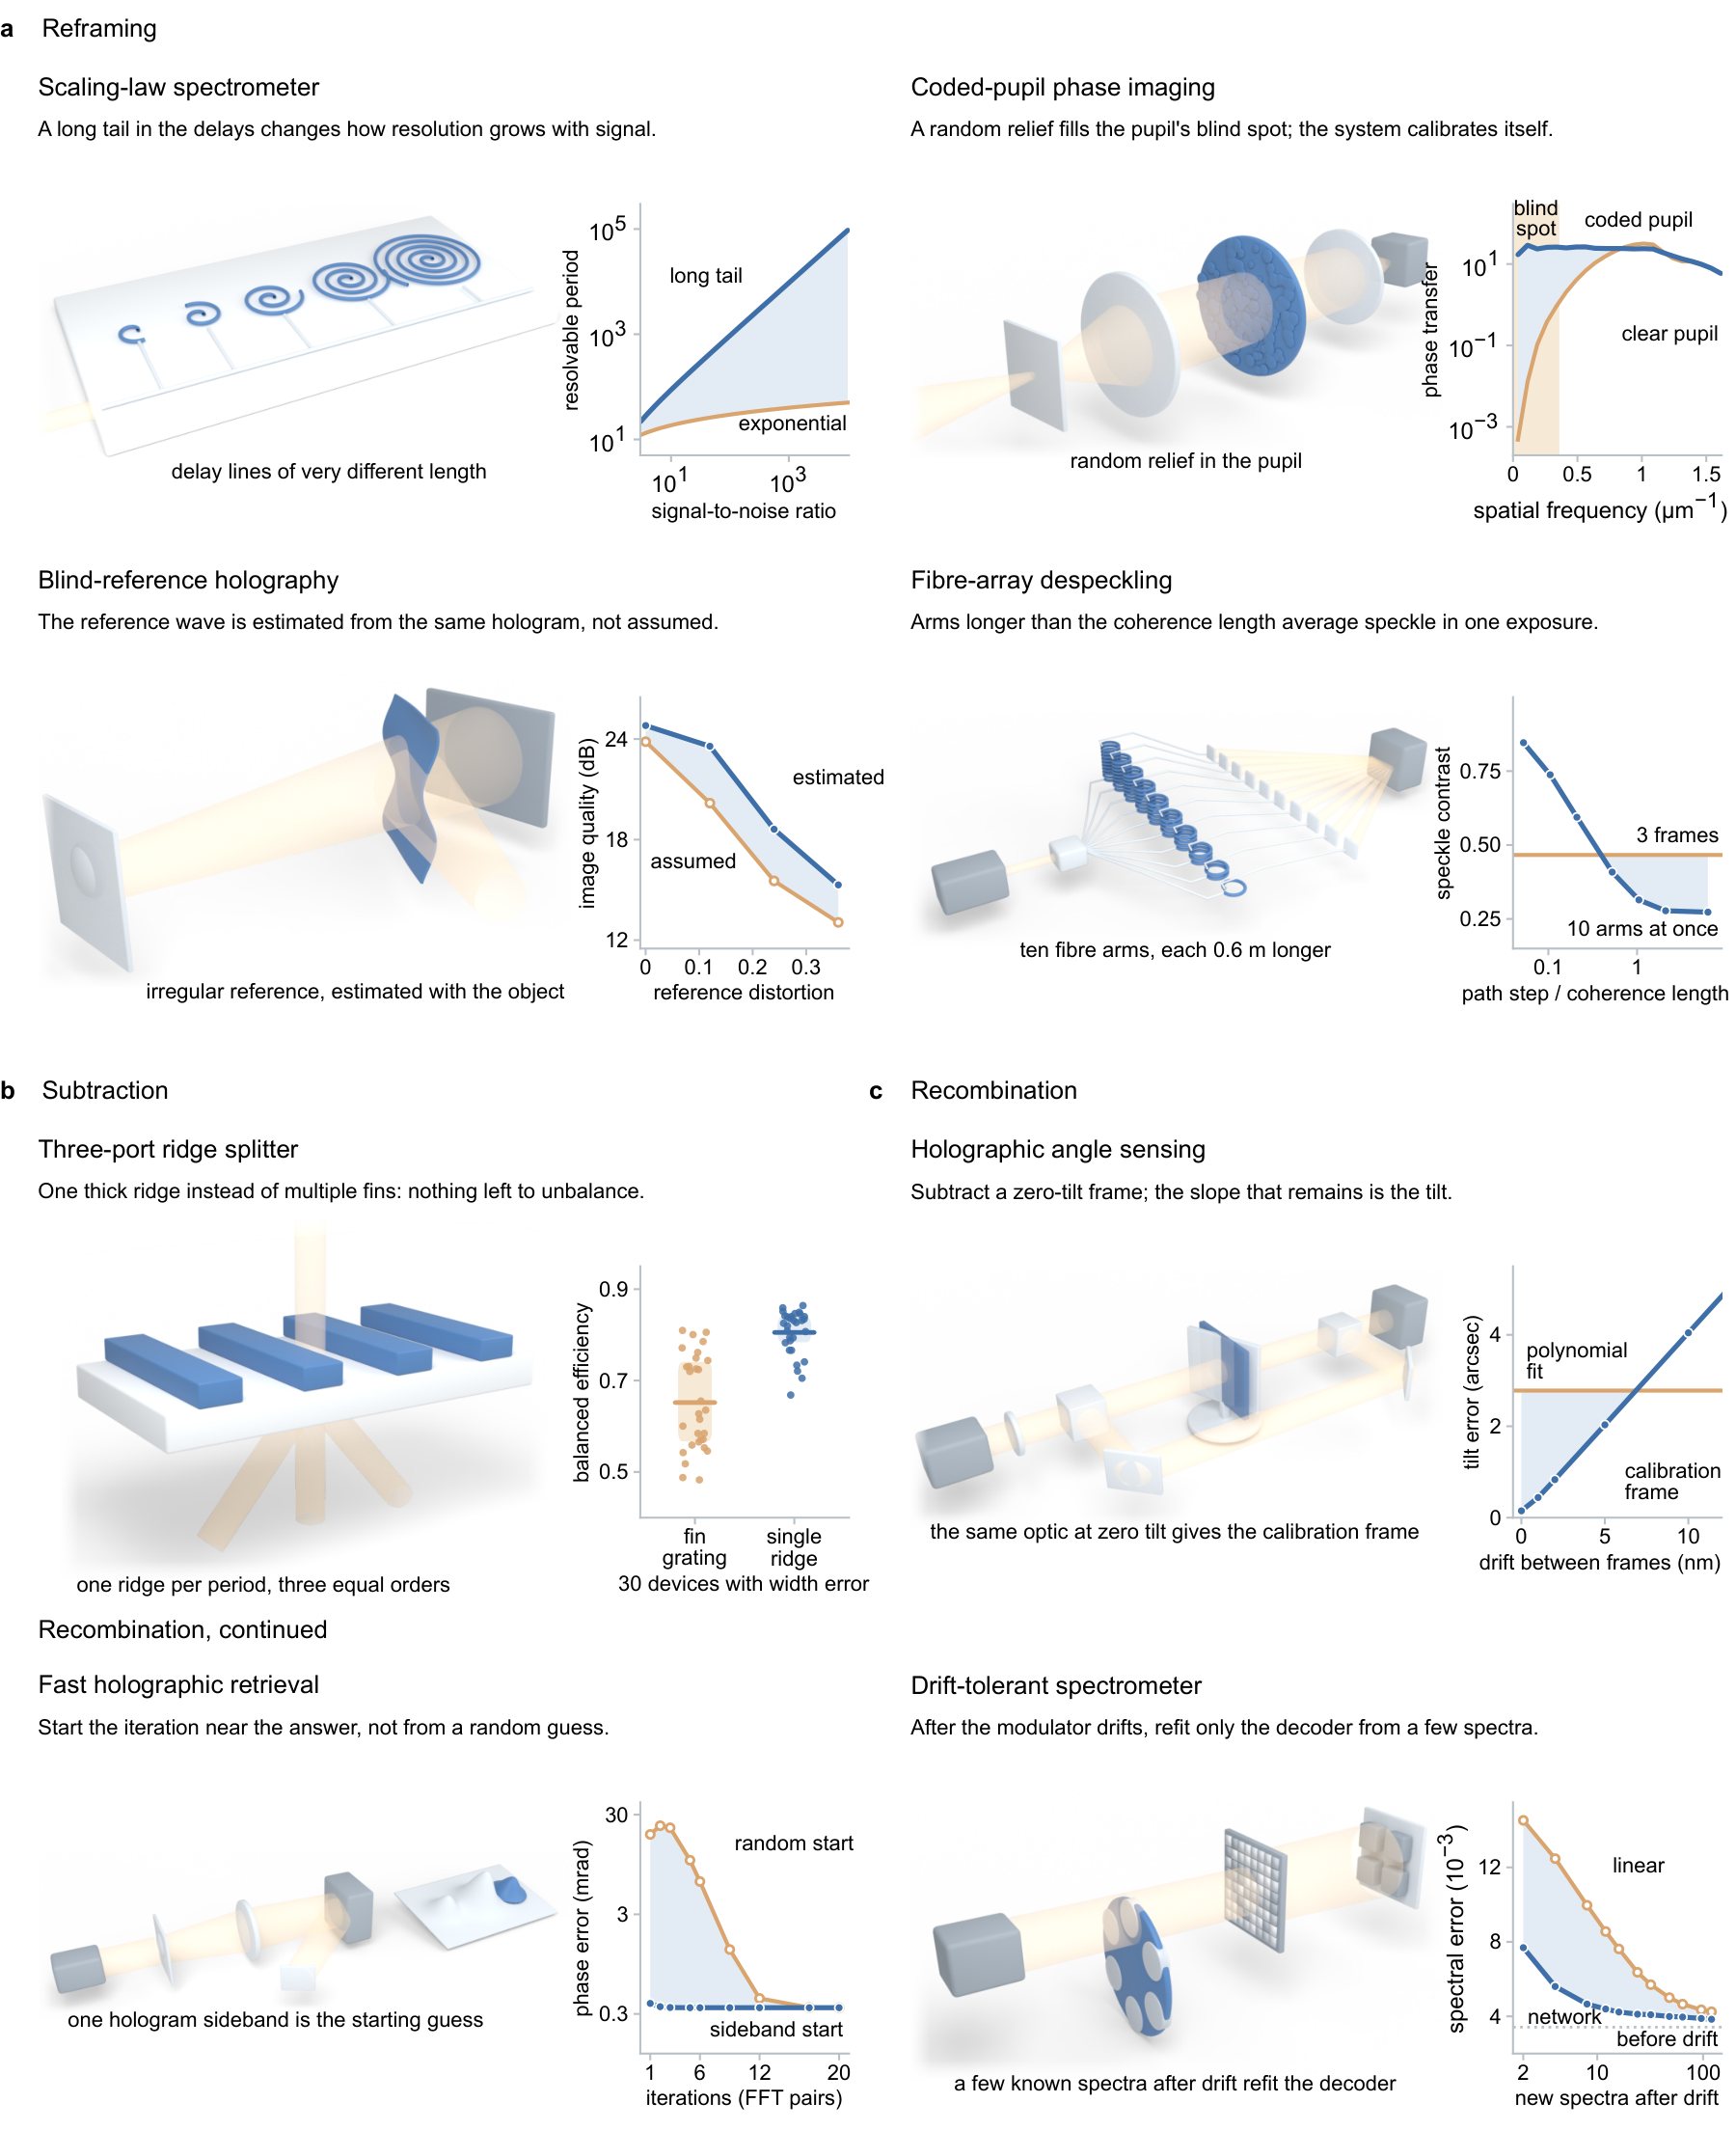 a Reframing
Scaling-law spectrometer
A long tail in the delays changes how resolution grows with signal.
resolvable period
10^5
10^3
10^1
long tail
exponential
10^1 10^3
signal-to-noise ratio
delay lines of very different length
Coded-pupil phase imaging
A random relief fills the pupil's blind spot; the system calibrates itself.
phase transfer
10^1
10^−1
10^−3
blind
spot
coded pupil
clear pupil
0 0.5 1 1.5
spatial frequency (μm^−1)
random relief in the pupil
Blind-reference holography
The reference wave is estimated from the same hologram, not assumed.
image quality (dB)
24
18
12
estimated
assumed
0 0.1 0.2 0.3
reference distortion
irregular reference, estimated with the object
Fibre-array despeckling
Arms longer than the coherence length average speckle in one exposure.
speckle contrast
0.75
0.50
0.25
3 frames
10 arms at once
0.1 1
path step / coherence length
ten fibre arms, each 0.6 m longer
b Subtraction
Three-port ridge splitter
One thick ridge instead of multiple fins: nothing left to unbalance.
balanced efficiency
0.9
0.7
0.5
fin
grating
single
ridge
30 devices with width error
one ridge per period, three equal orders
c Recombination
Holographic angle sensing
Subtract a zero-tilt frame; the slope that remains is the tilt.
tilt error (arcsec)
4
2
0
polynomial
fit
calibration
frame
0 5 10
drift between frames (nm)
the same optic at zero tilt gives the calibration frame
Recombination, continued
Fast holographic retrieval
Start the iteration near the answer, not from a random guess.
phase error (mrad)
30
3
0.3
random start
sideband start
1 6 12 20
iterations (FFT pairs)
one hologram sideband is the starting guess
Drift-tolerant spectrometer
After the modulator drifts, refit only the decoder from a few spectra.
spectral error (10^−3)
12
8
4
linear
network
before drift
2 10 100
new spectra after drift
a few known spectra after drift refit the decoder